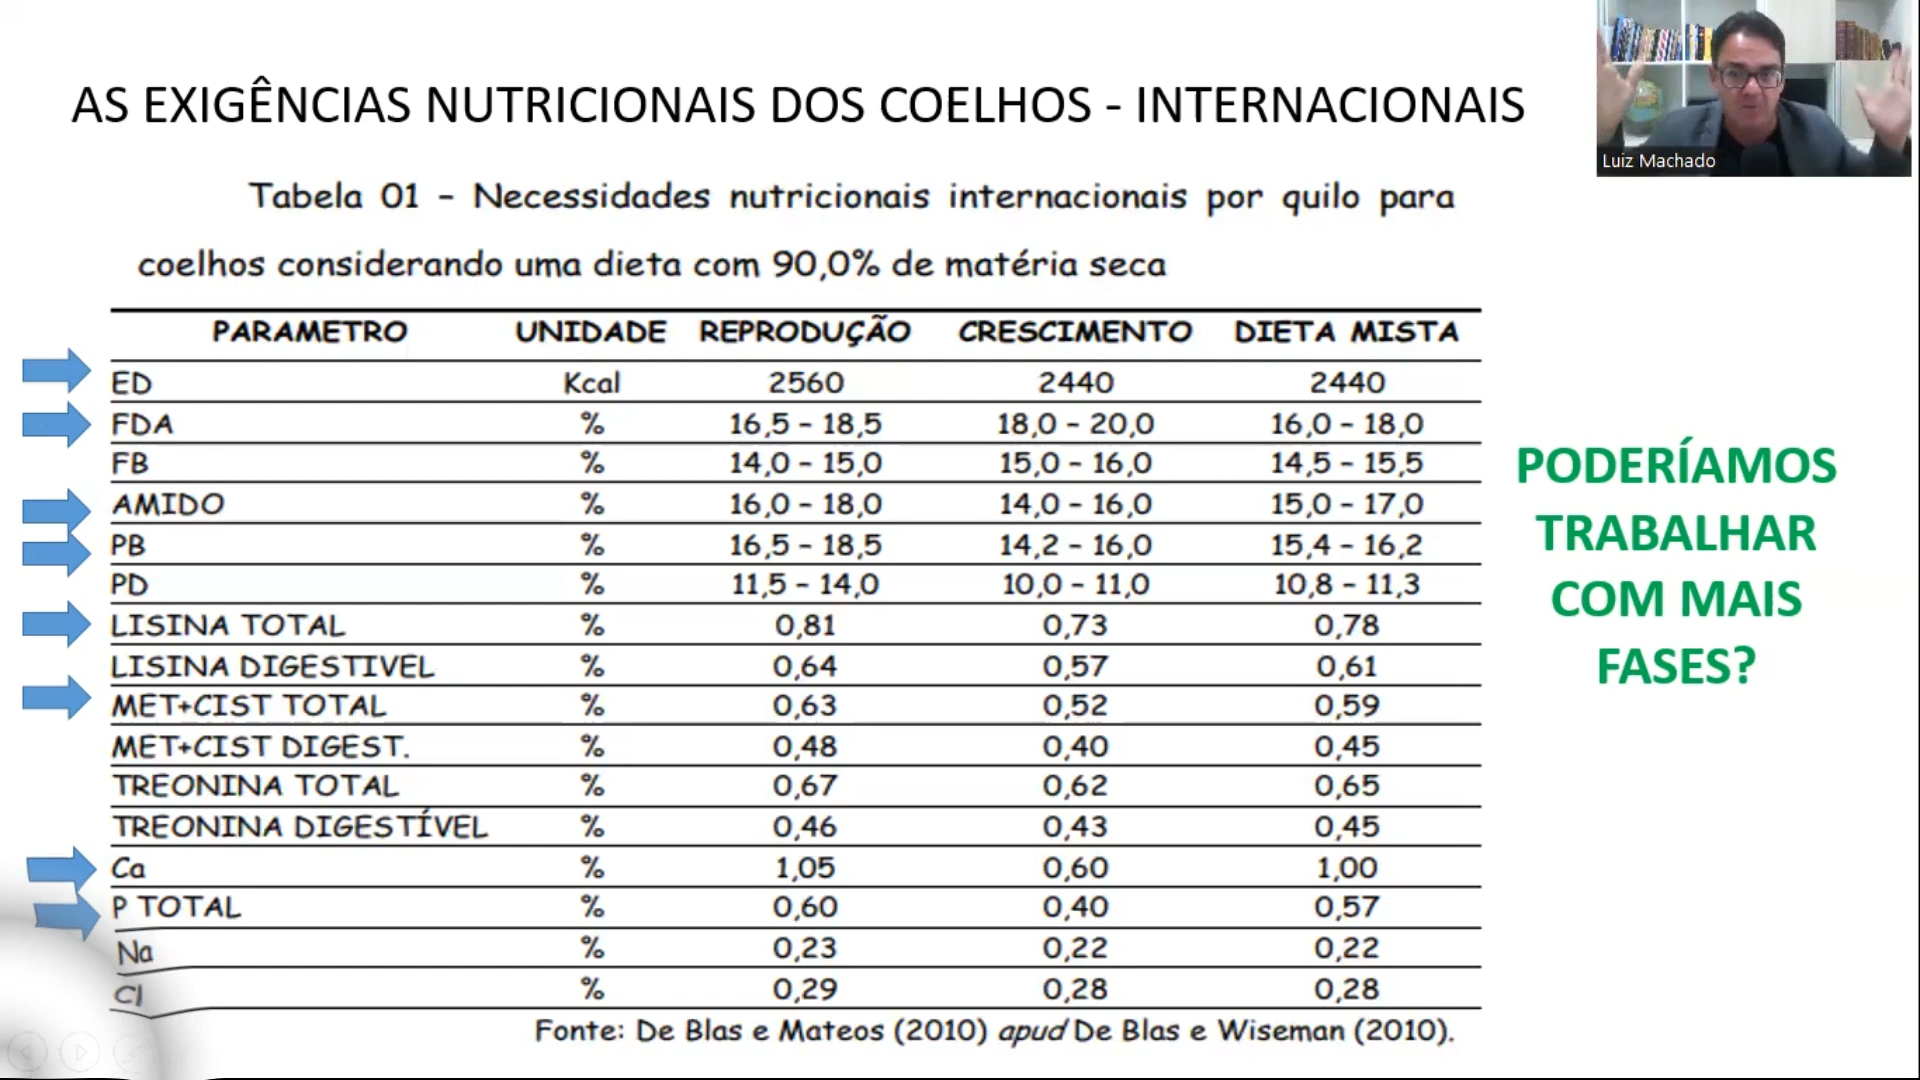 AS EXIGÊNCIAS NUTRICIONAIS DOS COELHOS - INTERNACIONAIS
Luiz Machado
Tabela 01 – Necessidades nutricionais internacionais por quilo para
coelhos considerando uma dieta com 90,0% de matéria seca
PARAMETRO UNIDADE REPRODUÇÃO CRESCIMENTO DIETA MISTA
ED Kcal 2560 2440 2440
FDA % 16,5 – 18,5 18,0 – 20,0 16,0 – 18,0
FB % 14,0 – 15,0 15,0 – 16,0 14,5 – 15,5
AMIDO % 16,0 – 18,0 14,0 – 16,0 15,0 – 17,0
PB % 16,5 – 18,5 14,2 – 16,0 15,4 – 16,2
PD % 11,5 – 14,0 10,0 – 11,0 10,8 – 11,3
LISINA TOTAL % 0,81 0,73 0,78
LISINA DIGESTIVEL % 0,64 0,57 0,61
MET+CIST TOTAL % 0,63 0,52 0,59
MET+CIST DIGEST. % 0,48 0,40 0,45
TREONINA TOTAL % 0,67 0,62 0,65
TREONINA DIGESTÍVEL % 0,46 0,43 0,45
Ca % 1,05 0,60 1,00
P TOTAL % 0,60 0,40 0,57
Na % 0,23 0,22 0,22
Cl % 0,29 0,28 0,28
Fonte: De Blas e Mateos (2010) apud De Blas e Wiseman (2010).
PODERÍAMOS
TRABALHAR
COM MAIS
FASES?